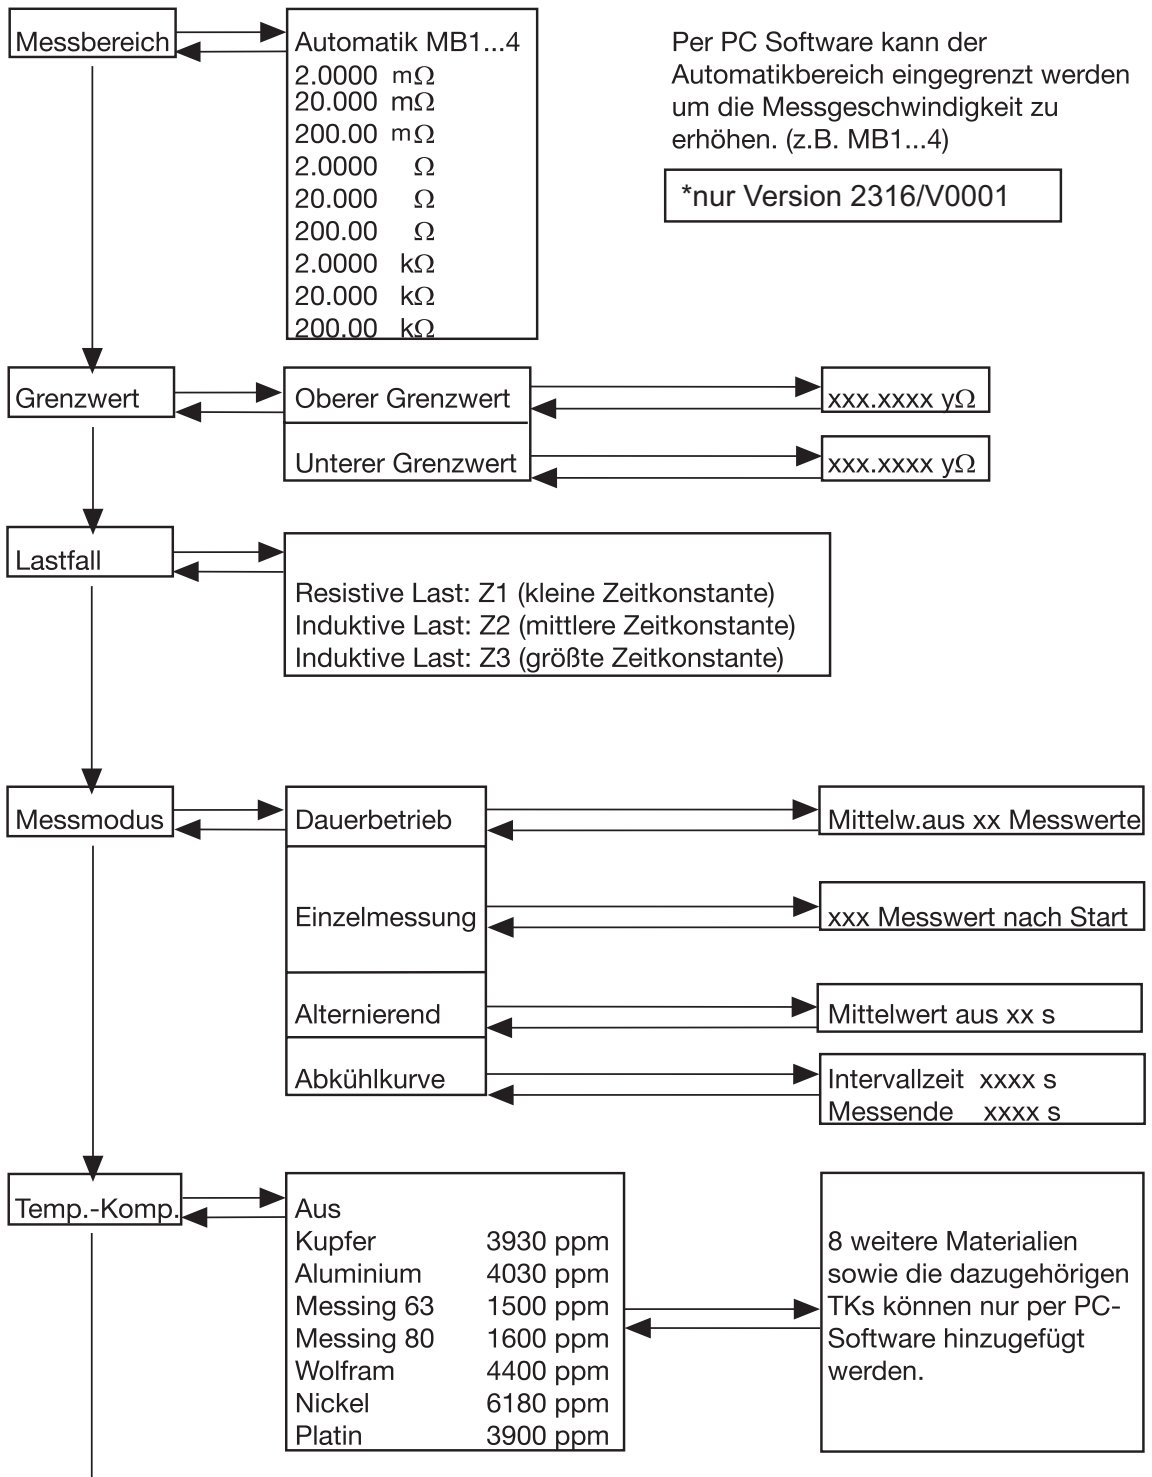 Messbereich
Automatik MB1...4
2.0000 mΩ
20.000 mΩ
200.00 mΩ
2.0000 Ω
20.000 Ω
200.00 Ω
2.0000 kΩ
20.000 kΩ
200.00 kΩ
Per PC Software kann der
Automatikbereich eingegrenzt werden
um die Messgeschwindigkeit zu
erhöhen. (z.B. MB1...4)
*nur Version 2316/V0001
Grenzwert
Oberer Grenzwert
xxx.xxxx yΩ
Unterer Grenzwert
xxx.xxxx yΩ
Lastfall
Resistive Last: Z1 (kleine Zeitkonstante)
Induktive Last: Z2 (mittlere Zeitkonstante)
Induktive Last: Z3 (größte Zeitkonstante)
Messmodus
Dauerbetrieb
Mittelw.aus xx Messwerte
Einzelmessung
xxx Messwert nach Start
Alternierend
Mittelwert aus xx s
Abkühlkurve
Intervallzeit xxxx s
Messende xxxx s
Temp.-Komp.
Aus
Kupfer 3930 ppm
Aluminium 4030 ppm
Messing 63 1500 ppm
Messing 80 1600 ppm
Wolfram 4400 ppm
Nickel 6180 ppm
Platin 3900 ppm
8 weitere Materialien
sowie die dazugehörigen
TKs können nur per PC-
Software hinzugefügt
werden.